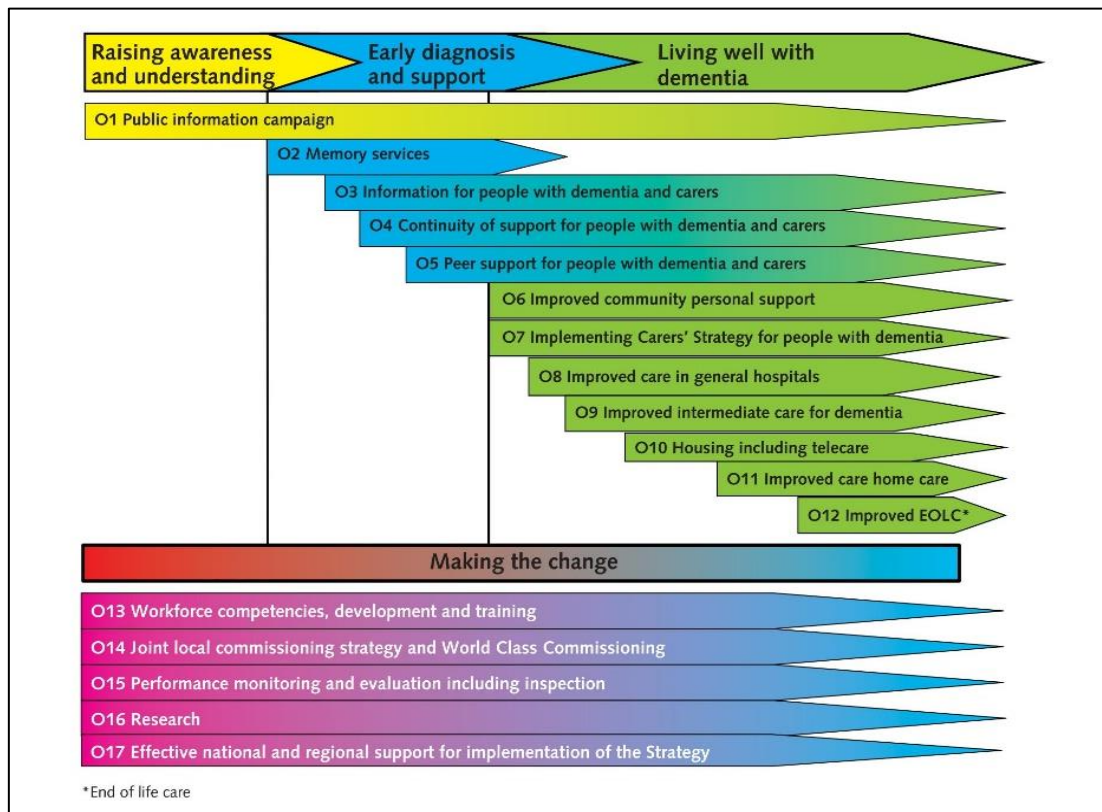 Raising awareness
and understanding
Early diagnosis
and support
Living well with
dementia
O1 Public information campaign
O2 Memory services
O3 Information for people with dementia and carers
O4 Continuity of support for people with dementia and carers
O5 Peer support for people with dementia and carers
O6 Improved community personal support
O7 Implementing Carers’ Strategy for people with dementia
O8 Improved care in general hospitals
O9 Improved intermediate care for dementia
O10 Housing including telecare
O11 Improved care home care
O12 Improved EOLC*
Making the change
O13 Workforce competencies, development and training
O14 Joint local commissioning strategy and World Class Commissioning
O15 Performance monitoring and evaluation including inspection
O16 Research
O17 Effective national and regional support for implementation of the Strategy
*End of life care